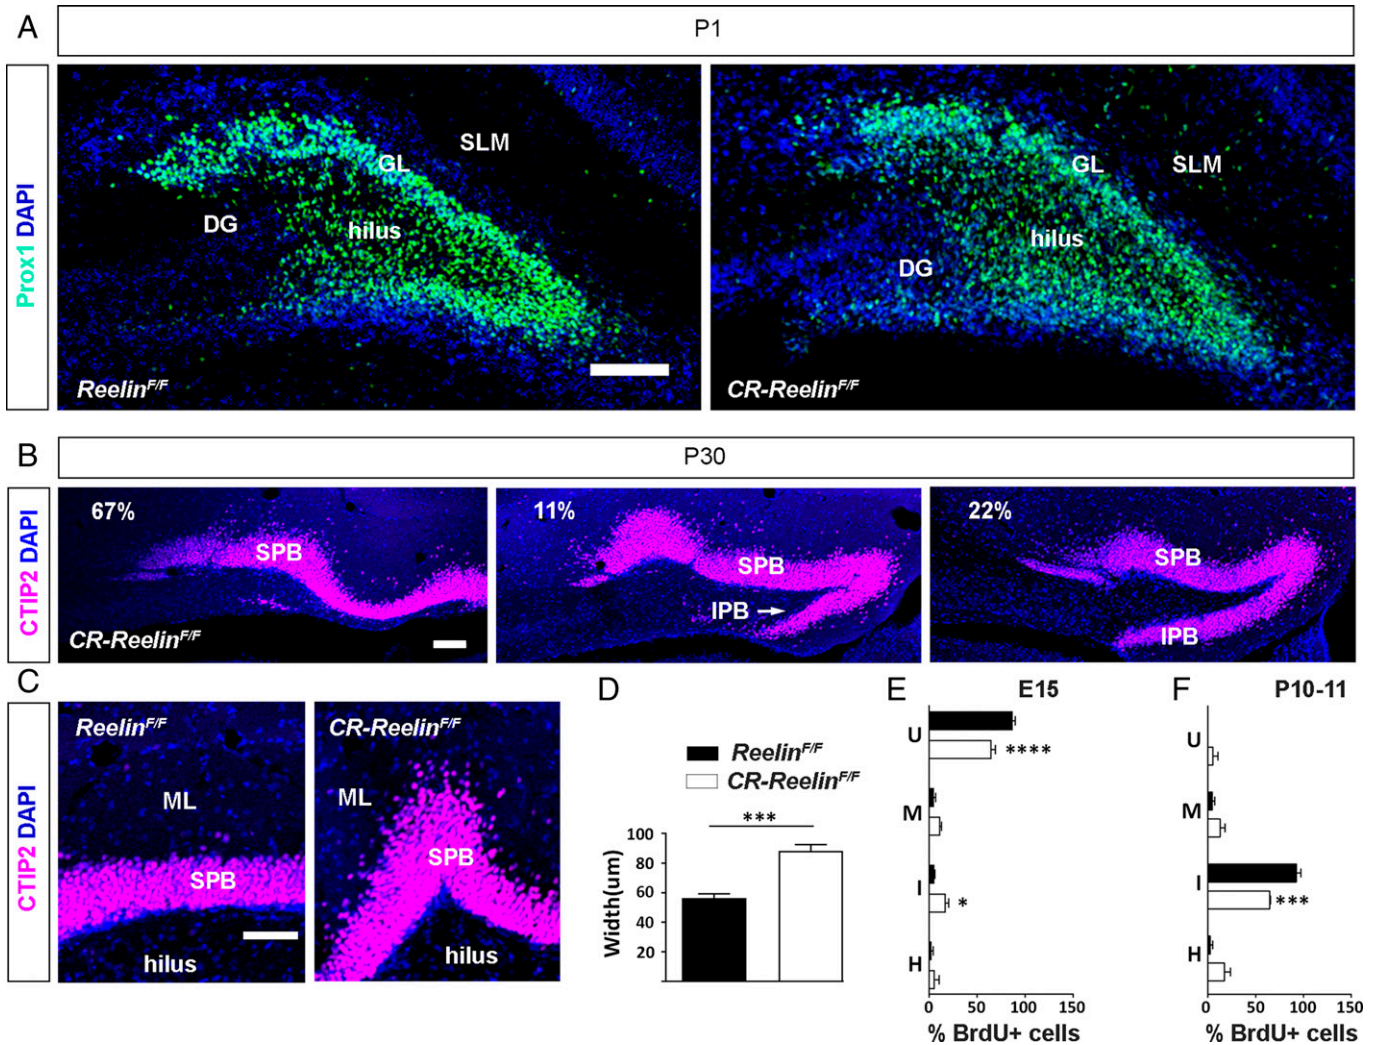 A
P1
Prox1 DAPI
SLM
GL
DG
hilus
Reelin^F/F
SLM
GL
hilus
DG
CR-Reelin^F/F
B
P30
CTIP2 DAPI
67%
SPB
CR-Reelin^F/F
11%
SPB
IPB
22%
SPB
IPB
C
CTIP2 DAPI
Reelin^F/F
ML
SPB
hilus
CR-Reelin^F/F
ML
SPB
hilus
D
Reelin^F/F
CR-Reelin^F/F
***
100
80
60
40
20
Width(um)
E
E15
U
****
M
I
*
H
0 50 100 150
% BrdU+ cells
F
P10-11
U
M
I
***
H
0 50 100 150
% BrdU+ cells